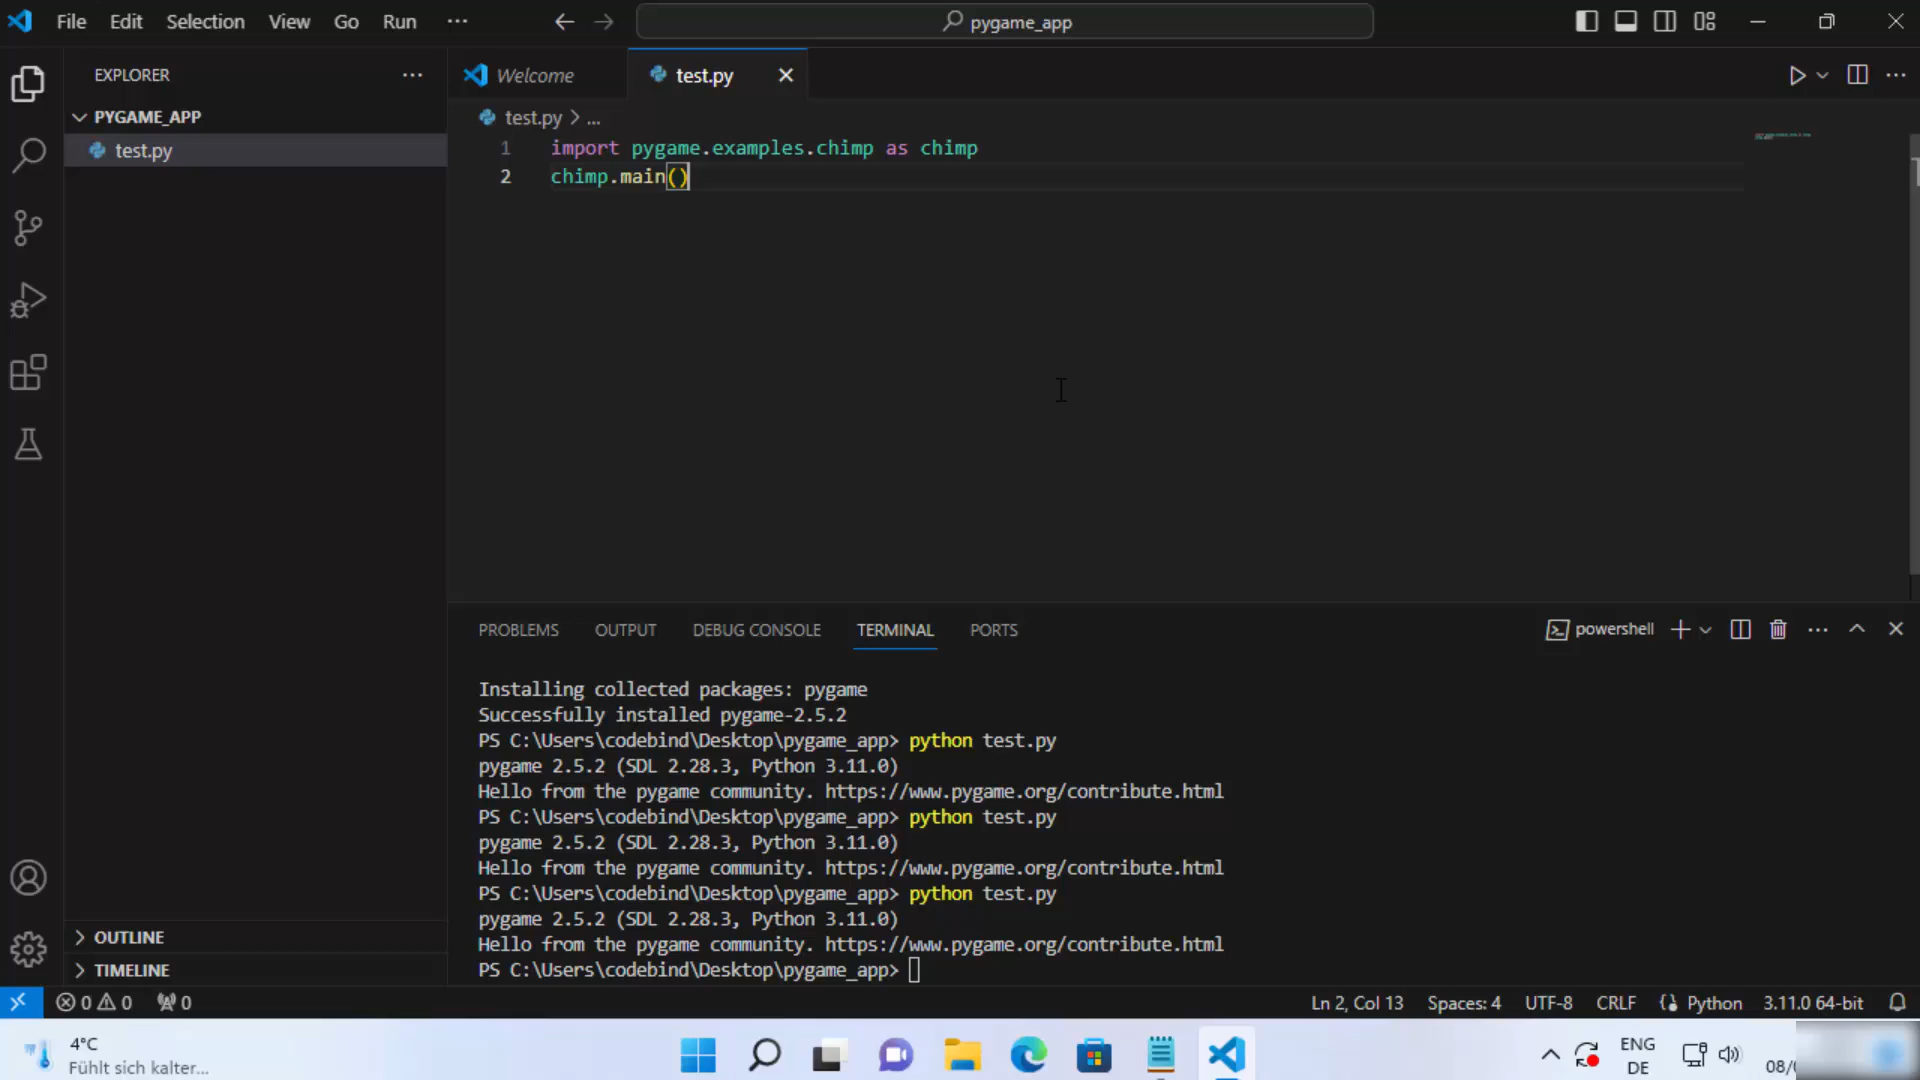 File Edit Selection View Go Run ...
pygame_app
EXPLORER
PYGAME_APP
test.py
OUTLINE
TIMELINE
Welcome
test.py
test.py > ...
1 import pygame.examples.chimp as chimp
2 chimp.main()
PROBLEMS OUTPUT DEBUG CONSOLE TERMINAL PORTS
powershell
Installing collected packages: pygame
Successfully installed pygame-2.5.2
PS C:\Users\codebind\Desktop\pygame_app> python test.py
pygame 2.5.2 (SDL 2.28.3, Python 3.11.0)
Hello from the pygame community. https://www.pygame.org/contribute.html
PS C:\Users\codebind\Desktop\pygame_app> python test.py
pygame 2.5.2 (SDL 2.28.3, Python 3.11.0)
Hello from the pygame community. https://www.pygame.org/contribute.html
PS C:\Users\codebind\Desktop\pygame_app> python test.py
pygame 2.5.2 (SDL 2.28.3, Python 3.11.0)
Hello from the pygame community. https://www.pygame.org/contribute.html
PS C:\Users\codebind\Desktop\pygame_app>
0 0 0
Ln 2, Col 13 Spaces: 4 UTF-8 CRLF Python 3.11.0 64-bit
4°C
Fühlt sich kalter...
ENG
DE
08/